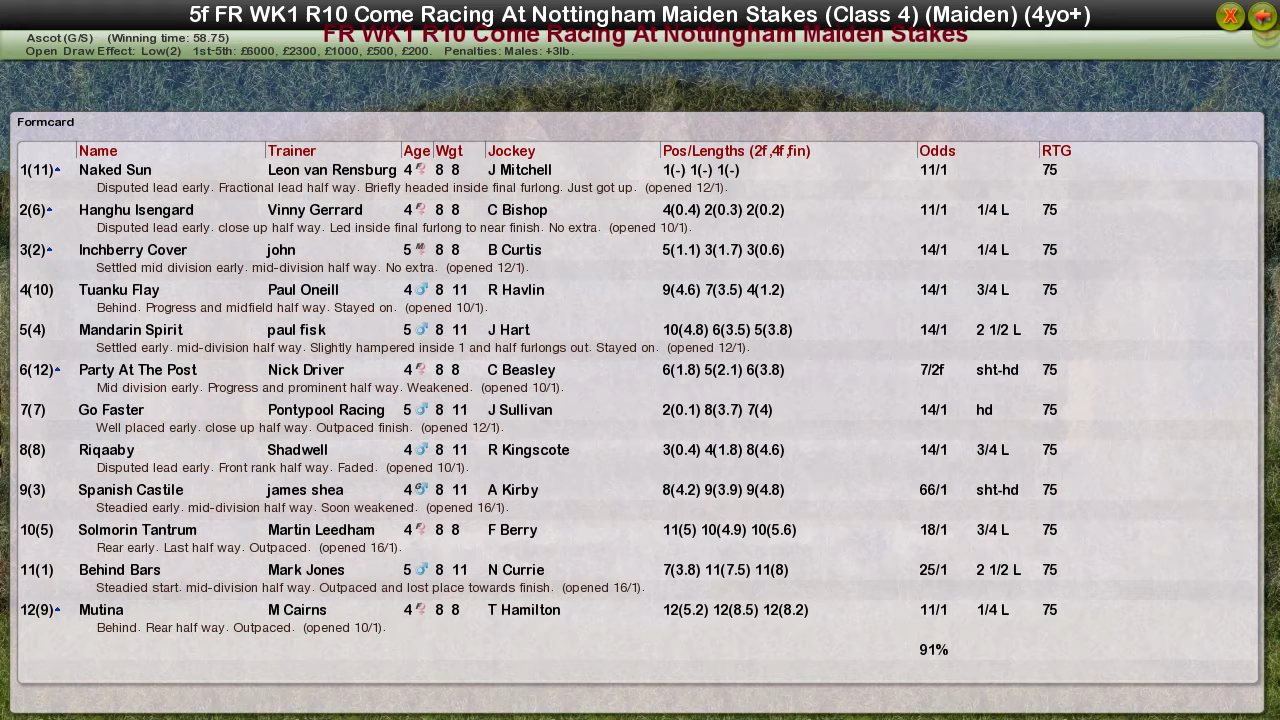 5f FR WK1 R10 Come Racing At Nottingham Maiden Stakes (Class 4) (Maiden) (4yo+)
FR WK1 R10 Come Racing At Nottingham Maiden Stakes
Ascot(G/S) (Winning time: 58.75)
Open Draw Effect: Low(2) 1st-5th: £6000, £2300, £1000, £500, £200. Penalties: Males: +3lb.
Formcard
Name Trainer Age Wgt Jockey Pos/Lengths (2f,4f,fin) Odds RTG
1(11) Naked Sun Leon van Rensburg 4 F 8 8 J Mitchell 1(-) 1(-) 1(-) 11/1 75
Disputed lead early. Fractional lead half way. Briefly headed inside final furlong. Just got up. (opened 12/1).
2(6) Hanghu Isengard Vinny Gerrard 4 F 8 8 C Bishop 4(0.4) 2(0.3) 2(0.2) 11/1 1/4 L 75
Disputed lead early. close up half way. Led inside final furlong to near finish. No extra. (opened 10/1).
3(2) Inchberry Cover john 5 M 8 8 B Curtis 5(1.1) 3(1.7) 3(0.6) 14/1 1/4 L 75
Settled mid division early. mid-division half way. No extra. (opened 12/1).
4(10) Tuanku Flay Paul Oneill 4 8 11 R Havlin 9(4.6) 7(3.5) 4(1.2) 14/1 3/4 L 75
Behind. Progress and midfield half way. Stayed on. (opened 10/1).
5(4) Mandarin Spirit paul fisk 5 8 11 J Hart 10(4.8) 6(3.5) 5(3.8) 14/1 2 1/2 L 75
Settled early. mid-division half way. Slightly hampered inside 1 and half furlongs out. Stayed on. (opened 12/1).
6(12) Party At The Post Nick Driver 4 F 8 8 C Beasley 6(1.8) 5(2.1) 6(3.8) 7/2f sht-hd 75
Mid division early. Progress and prominent half way. Weakened. (opened 10/1).
7(7) Go Faster Pontypool Racing 5 8 11 J Sullivan 2(0.1) 8(3.7) 7(4) 14/1 hd 75
Well placed early. close up half way. Outpaced finish. (opened 12/1).
8(8) Riqaaby Shadwell 4 8 11 R Kingscote 3(0.4) 4(1.8) 8(4.6) 14/1 3/4 L 75
Disputed lead early. Front rank half way. Faded. (opened 10/1).
9(3) Spanish Castile james shea 4 G 8 11 A Kirby 8(4.2) 9(3.9) 9(4.8) 66/1 sht-hd 75
Steadied early. mid-division half way. Soon weakened. (opened 16/1).
10(5) Solmorin Tantrum Martin Leedham 4 F 8 8 F Berry 11(5) 10(4.9) 10(5.6) 18/1 3/4 L 75
Rear early. Last half way. Outpaced. (opened 16/1).
11(1) Behind Bars Mark Jones 5 8 11 N Currie 7(3.8) 11(7.5) 11(8) 25/1 2 1/2 L 75
Steadied start. mid-division half way. Outpaced and lost place towards finish. (opened 16/1).
12(9) Mutina M Cairns 4 F 8 8 T Hamilton 12(5.2) 12(8.5) 12(8.2) 11/1 1/4 L 75
Behind. Rear half way. Outpaced. (opened 10/1).
91%